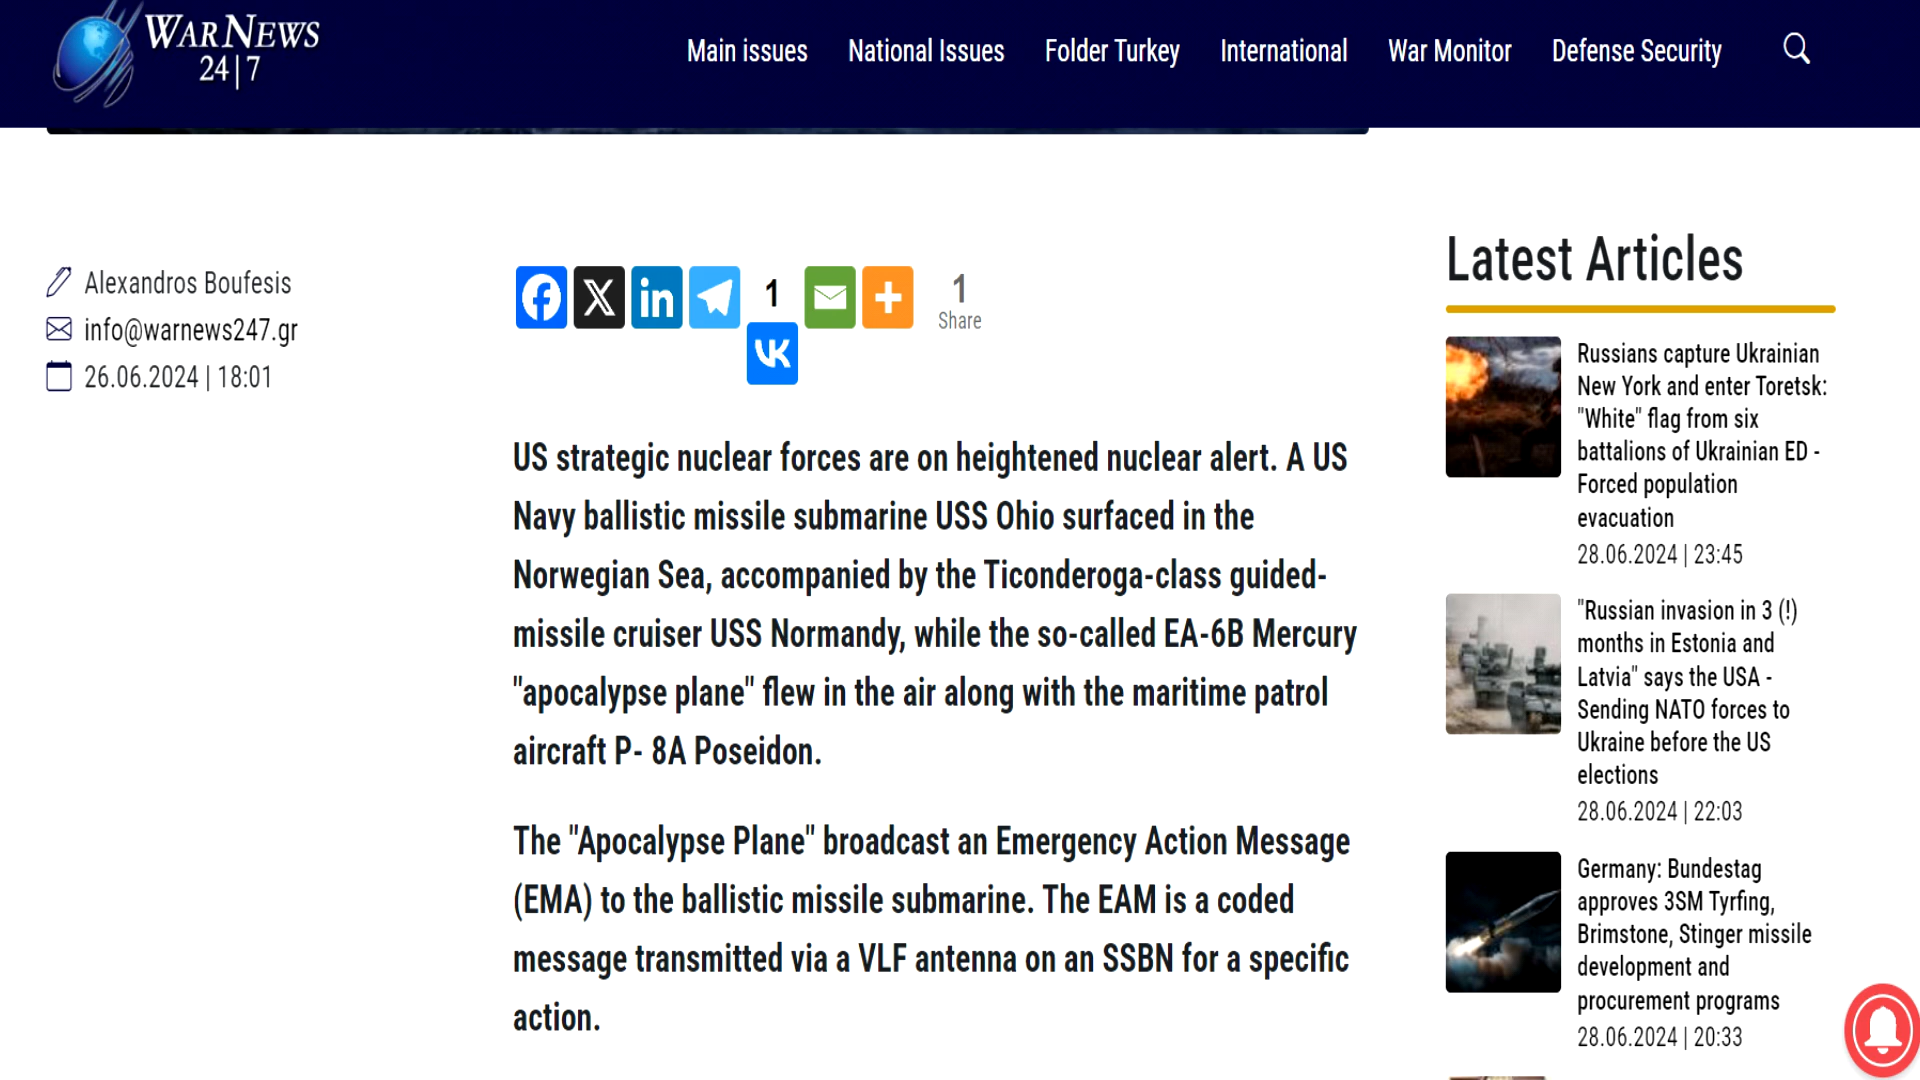 WARNEWS
24|7
Main issues
National Issues
Folder Turkey
International
War Monitor
Defense Security
Alexandros Boufesis
info@warnews247.gr
26.06.2024 | 18:01
1
1
Share
US strategic nuclear forces are on heightened nuclear alert. A US
Navy ballistic missile submarine USS Ohio surfaced in the
Norwegian Sea, accompanied by the Ticonderoga-class guided-
missile cruiser USS Normandy, while the so-called EA-6B Mercury
"apocalypse plane" flew in the air along with the maritime patrol
aircraft P- 8A Poseidon.
The "Apocalypse Plane" broadcast an Emergency Action Message
(EMA) to the ballistic missile submarine. The EAM is a coded
message transmitted via a VLF antenna on an SSBN for a specific
action.
Latest Articles
Russians capture Ukrainian
New York and enter Toretsk:
"White" flag from six
battalions of Ukrainian ED -
Forced population
evacuation
28.06.2024 | 23:45
"Russian invasion in 3 (!)
months in Estonia and
Latvia" says the USA -
Sending NATO forces to
Ukraine before the US
elections
28.06.2024 | 22:03
Germany: Bundestag
approves 3SM Tyrfing,
Brimstone, Stinger missile
development and
procurement programs
28.06.2024 | 20:33